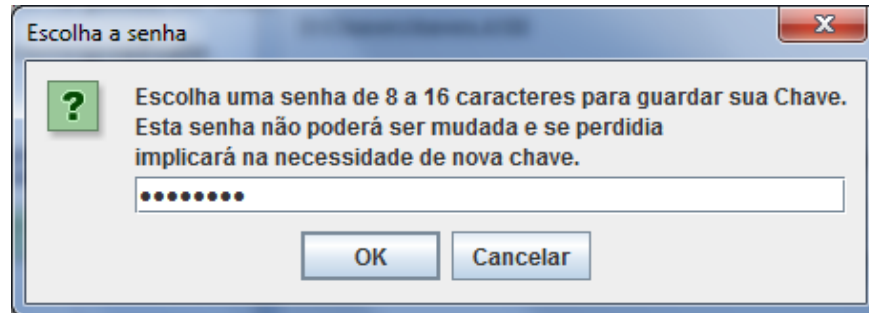 Escolha a senha
Escolha uma senha de 8 a 16 caracteres para guardar sua Chave.
Esta senha não poderá ser mudada e se perdidia
implicará na necessidade de nova chave.
••••••••
OK
Cancelar